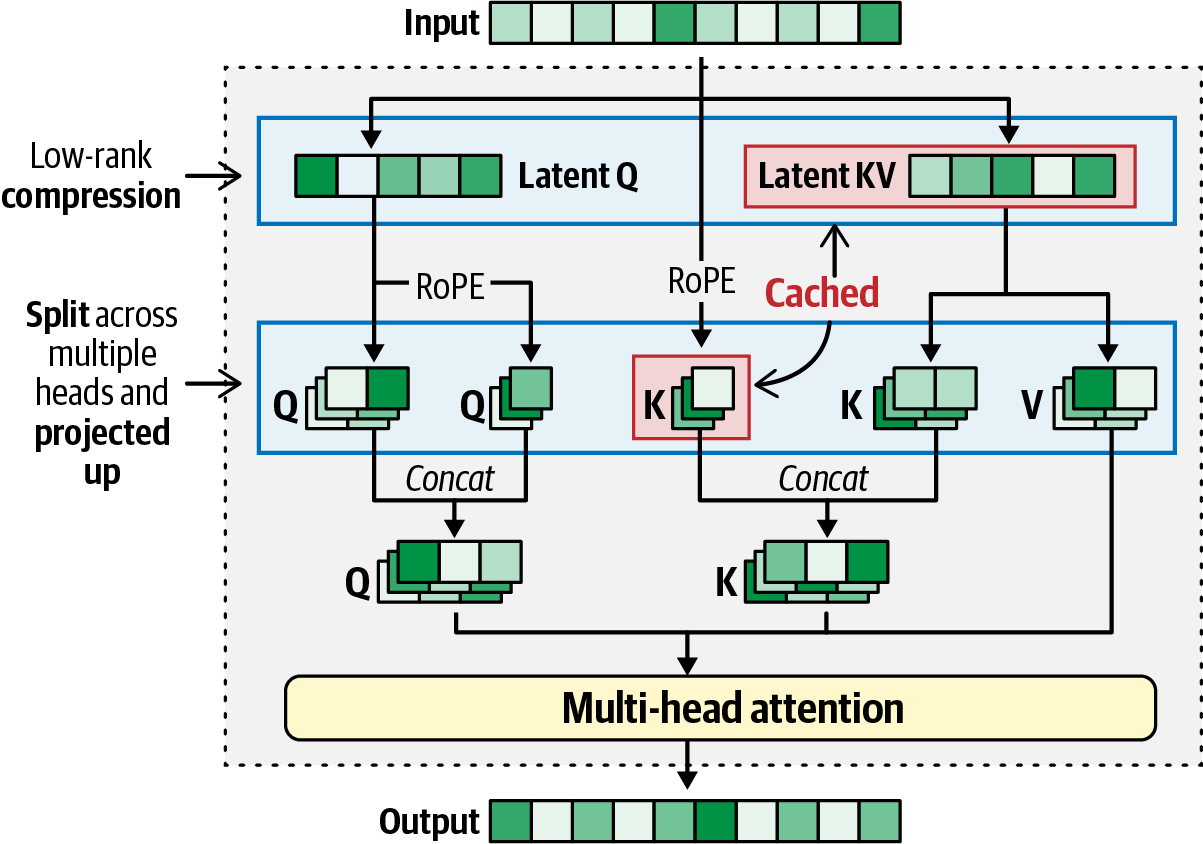 Input
Low-rank
compression
Latent Q
Latent KV
RoPE
RoPE
Cached
Split across
multiple
heads and
projected
up
Q
Q
K
K
V
Concat
Concat
Q
K
Multi-head attention
Output